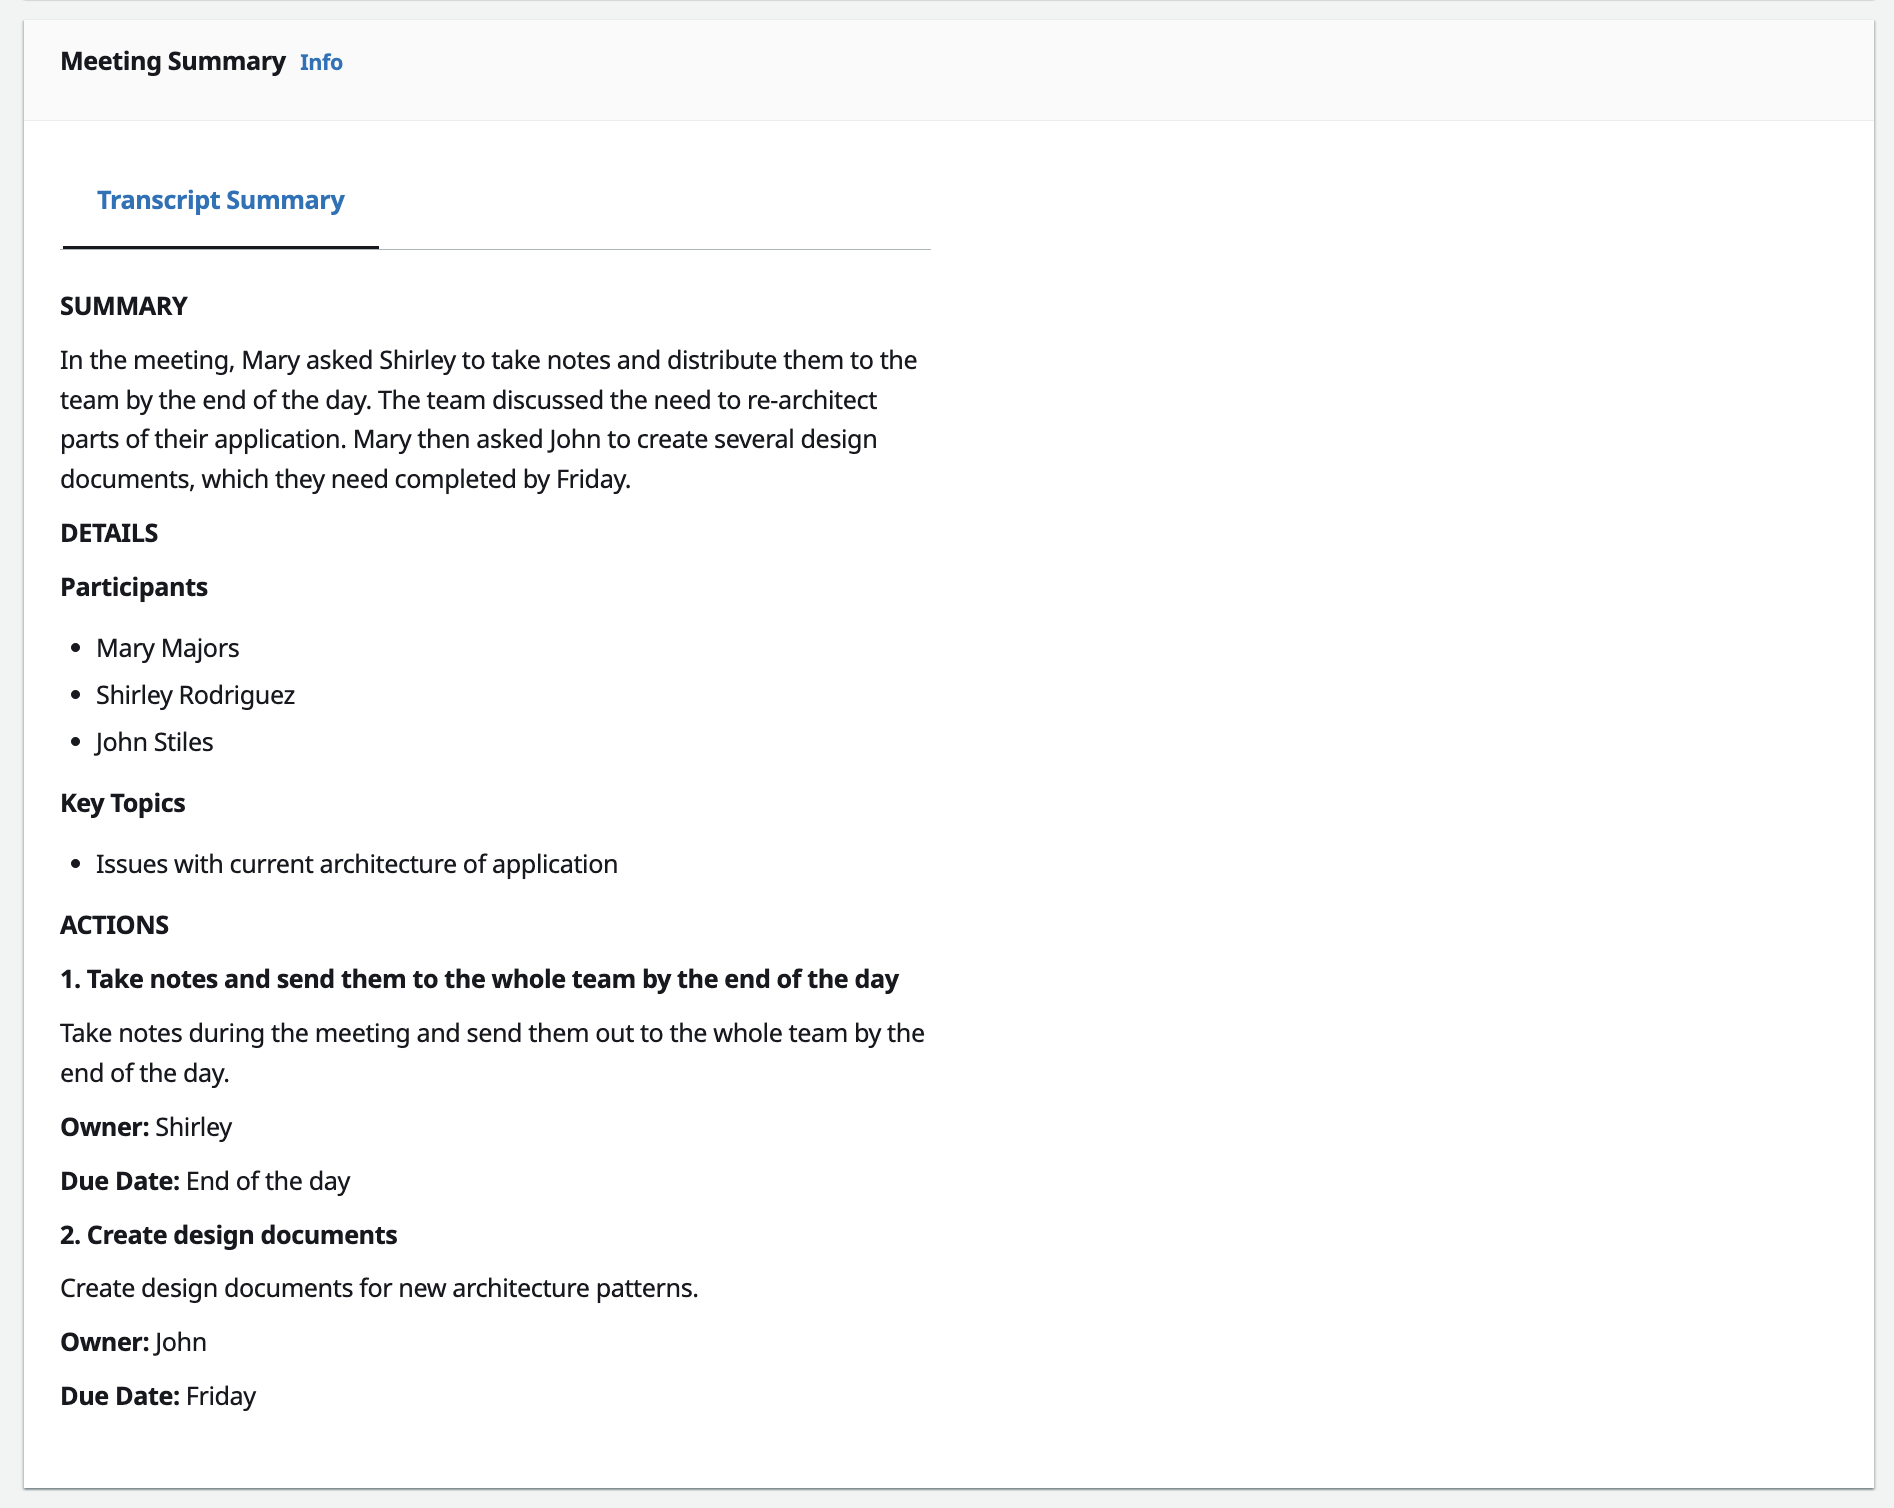 Meeting Summary Info
Transcript Summary
SUMMARY
In the meeting, Mary asked Shirley to take notes and distribute them to the
team by the end of the day. The team discussed the need to re-architect
parts of their application. Mary then asked John to create several design
documents, which they need completed by Friday.
DETAILS
Participants
• Mary Majors
• Shirley Rodriguez
• John Stiles
Key Topics
• Issues with current architecture of application
ACTIONS
1. Take notes and send them to the whole team by the end of the day
Take notes during the meeting and send them out to the whole team by the
end of the day.
Owner: Shirley
Due Date: End of the day
2. Create design documents
Create design documents for new architecture patterns.
Owner: John
Due Date: Friday